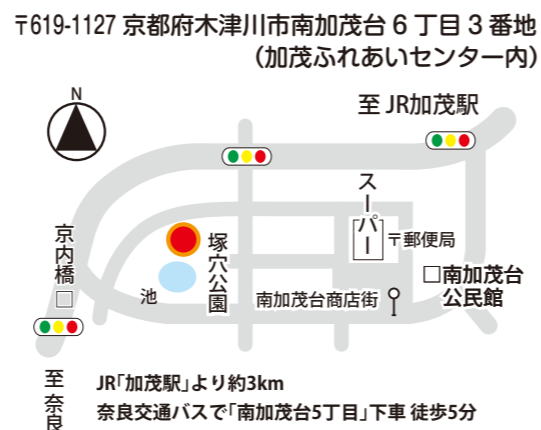 〒619-1127 京都府木津川市南加茂台6丁目3番地
（加茂ふれあいセンター内）
N
至 JR加茂駅
スーパー
〒郵便局
京内橋
塚穴公園
池
南加茂台商店街
南加茂台
公民館
至 奈良
JR「加茂駅」より約3km
奈良交通バスで「南加茂台5丁目」下車 徒歩5分